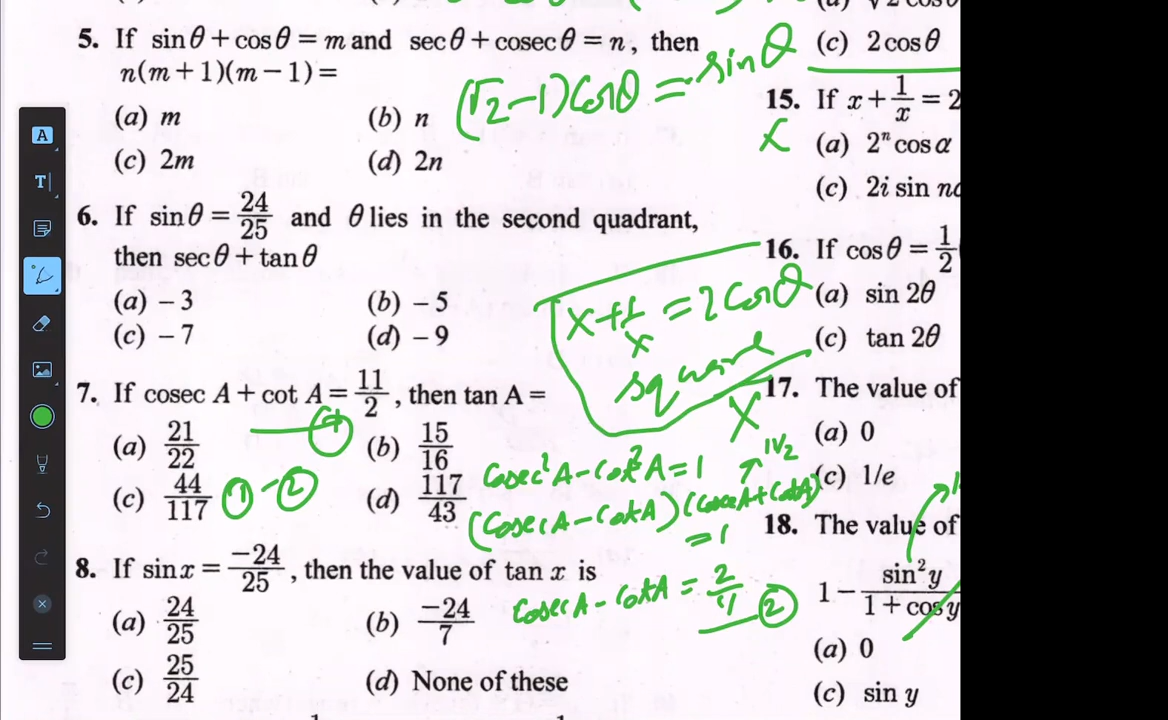 5. If sin θ + cos θ = m and sec θ + cosec θ = n, then
n(m + 1)(m − 1) =
(a) m
(b) n
(c) 2m
(d) 2n
(√2−1)Cosθ = sinθ
6. If sin θ = 24/25 and θ lies in the second quadrant,
then sec θ + tan θ
(a) − 3
(b) −5
(c) − 7
(d) − 9
x+1/x = 2Cosθ
square
7. If cosec A + cot A = 11/2, then tan A =
(a) 21/22
(b) 15/16
(c) 44/117
(d) 117/43
① - ②
Cosec²A − Cot²A = 1
11/2
(CosecA − CotA)(CosecA + CotA)
= 1
CosecA − CotA = 2/11 ②
8. If sin x = −24/25, then the value of tan x is
(a) 24/25
(b) −24/7
(c) 25/24
(d) None of these
(c) 2 cos θ
15. If x + 1/x = 2
(a) 2ⁿ cos α
(c) 2i sin
16. If cos θ = 1/2
(a) sin 2θ
(c) tan 2θ
17. The value of
(a) 0
(c) 1/e
18. The value of
1 − sin² y/1 + cos y
(a) 0
(c) sin y